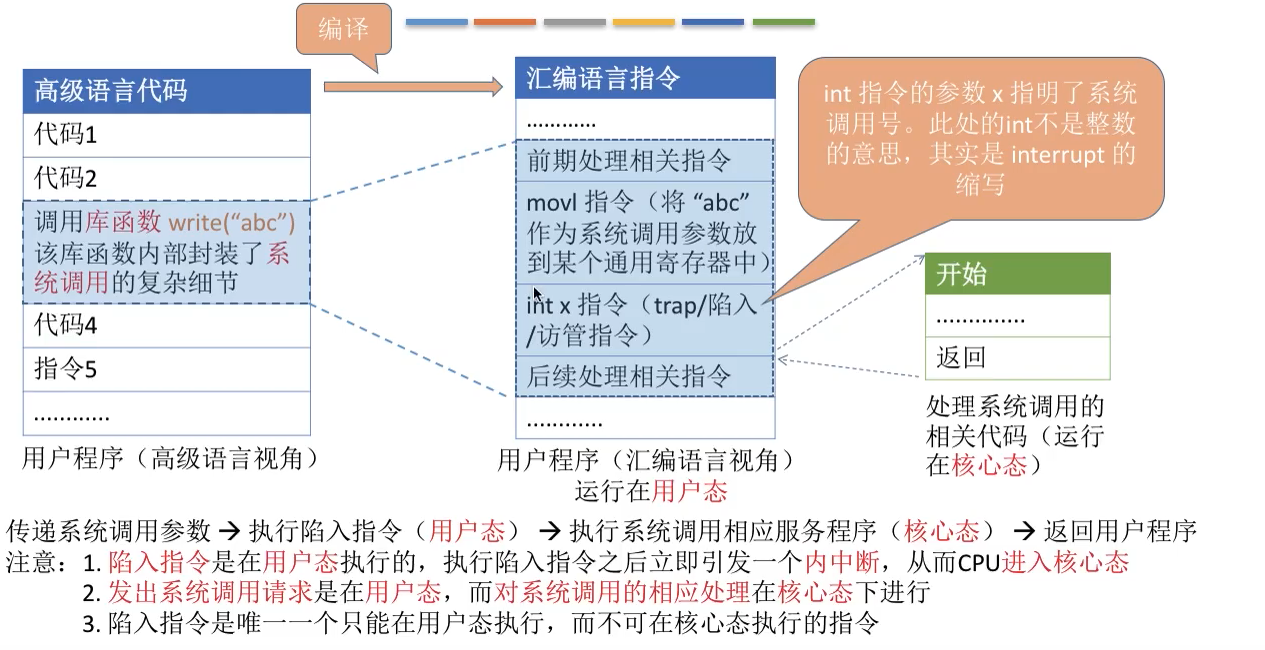 编译
高级语言代码
代码1
代码2
调用库函数 write(“abc”)
该库函数内部封装了系
统调用的复杂细节
代码4
指令5
…………
用户程序（高级语言视角）
汇编语言指令
…………
前期处理相关指令
movl 指令（将 “abc”
作为系统调用参数放
到某个通用寄存器中）
int x 指令（trap/陷入
/访管指令）
后续处理相关指令
…………
用户程序（汇编语言视角）
运行在用户态
int 指令的参数 x 指明了系统
调用号。此处的int不是整数
的意思，其实是 interrupt 的
缩写
开始
…………..
返回
处理系统调用的
相关代码（运行
在核心态）
传递系统调用参数 → 执行陷入指令（用户态） → 执行系统调用相应服务程序（核心态） → 返回用户程序
注意：1. 陷入指令是在用户态执行的，执行陷入指令之后立即引发一个内中断，从而CPU进入核心态
2. 发出系统调用请求是在用户态，而对系统调用的相应处理在核心态下进行
3. 陷入指令是唯一一个只能在用户态执行，而不可在核心态执行的指令